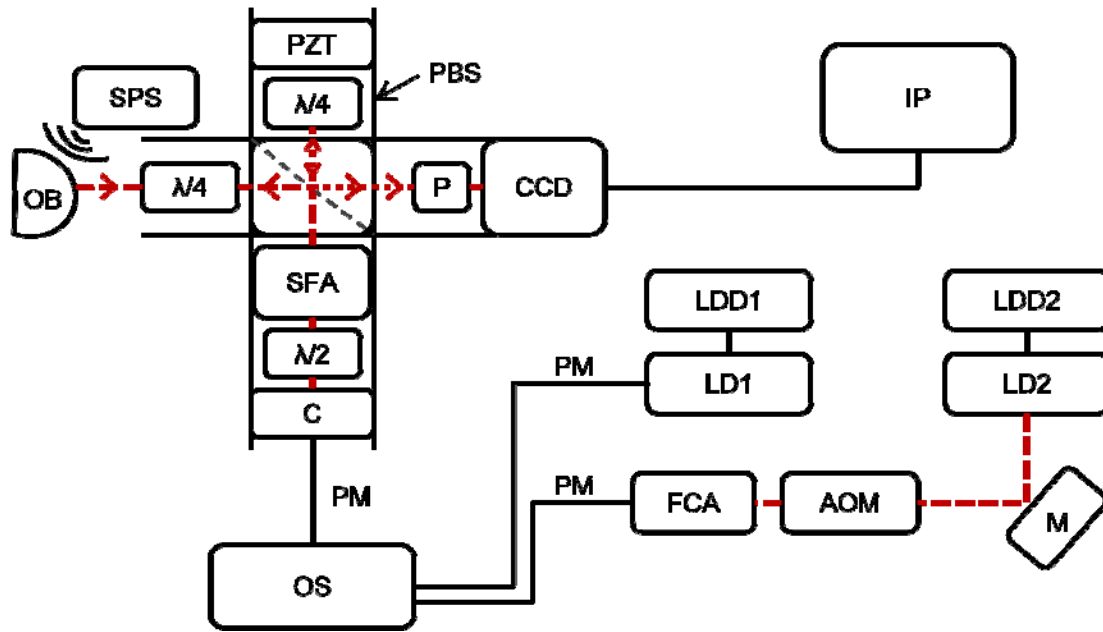 PZT
PBS
SPS
λ/4
IP
OB
λ/4
P
CCD
SFA
LDD1
LDD2
λ/2
PM
LD1
LD2
C
PM
PM
FCA
AOM
M
OS